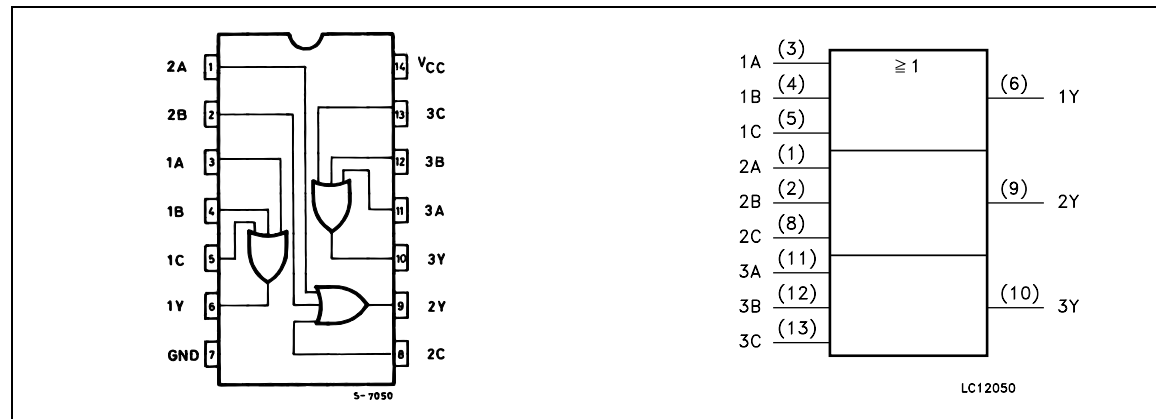 2A 1 14 VCC
2B 2 13 3C
1A 3 12 3B
1B 4 11 3A
1C 5 10 3Y
1Y 6 9 2Y
GND 7 8 2C
S-7050
1A (3) ≧1
1B (4) (6) 1Y
1C (5)
2A (1)
2B (2) (9) 2Y
2C (8)
3A (11)
3B (12) (10) 3Y
3C (13)
LC12050